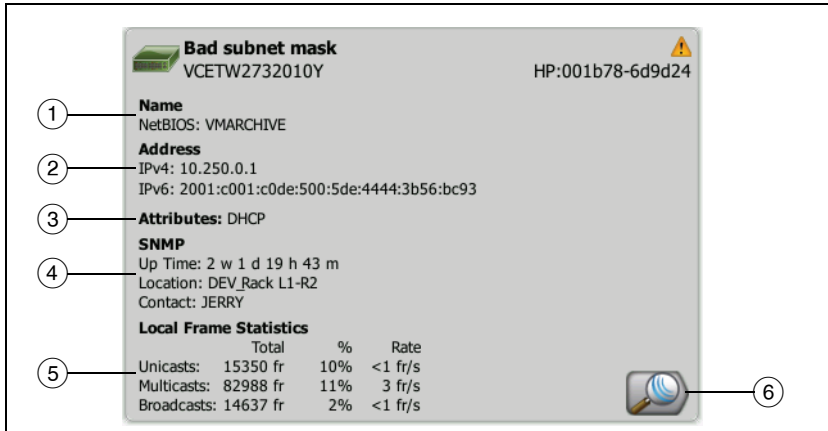 Bad subnet mask
VCETW2732010Y HP:001b78-6d9d24
1
Name
NetBIOS: VMARCHIVE
2
Address
IPv4: 10.250.0.1
IPv6: 2001:c001:c0de:500:5de:4444:3b56:bc93
3
Attributes: DHCP
4
SNMP
Up Time: 2 w 1 d 19 h 43 m
Location: DEV_Rack L1-R2
Contact: JERRY
5
Local Frame Statistics
Total % Rate
Unicasts: 15350 fr 10% <1 fr/s
Multicasts: 82988 fr 11% 3 fr/s
Broadcasts: 14637 fr 2% <1 fr/s
6